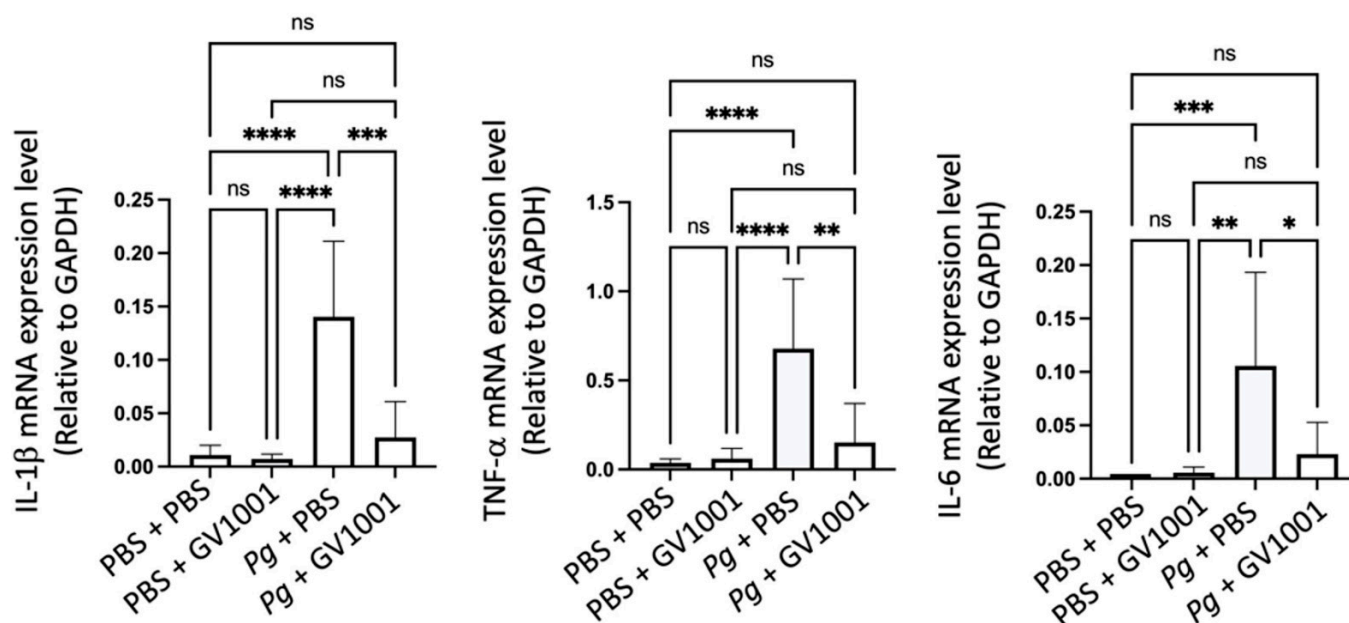 ns
ns
****
***
ns
****
IL-1β mRNA expression level
(Relative to GAPDH)
0.25
0.20
0.15
0.10
0.05
0.00
PBS + PBS
PBS + GV1001
Pg + PBS
Pg + GV1001
ns
****
ns
ns
****
**
TNF-α mRNA expression level
(Relative to GAPDH)
1.5
1.0
0.5
0.0
PBS + PBS
PBS + GV1001
Pg + PBS
Pg + GV1001
ns
***
ns
ns
**
*
IL-6 mRNA expression level
(Relative to GAPDH)
0.25
0.20
0.15
0.10
0.05
0.00
PBS + PBS
PBS + GV1001
Pg + PBS
Pg + GV1001